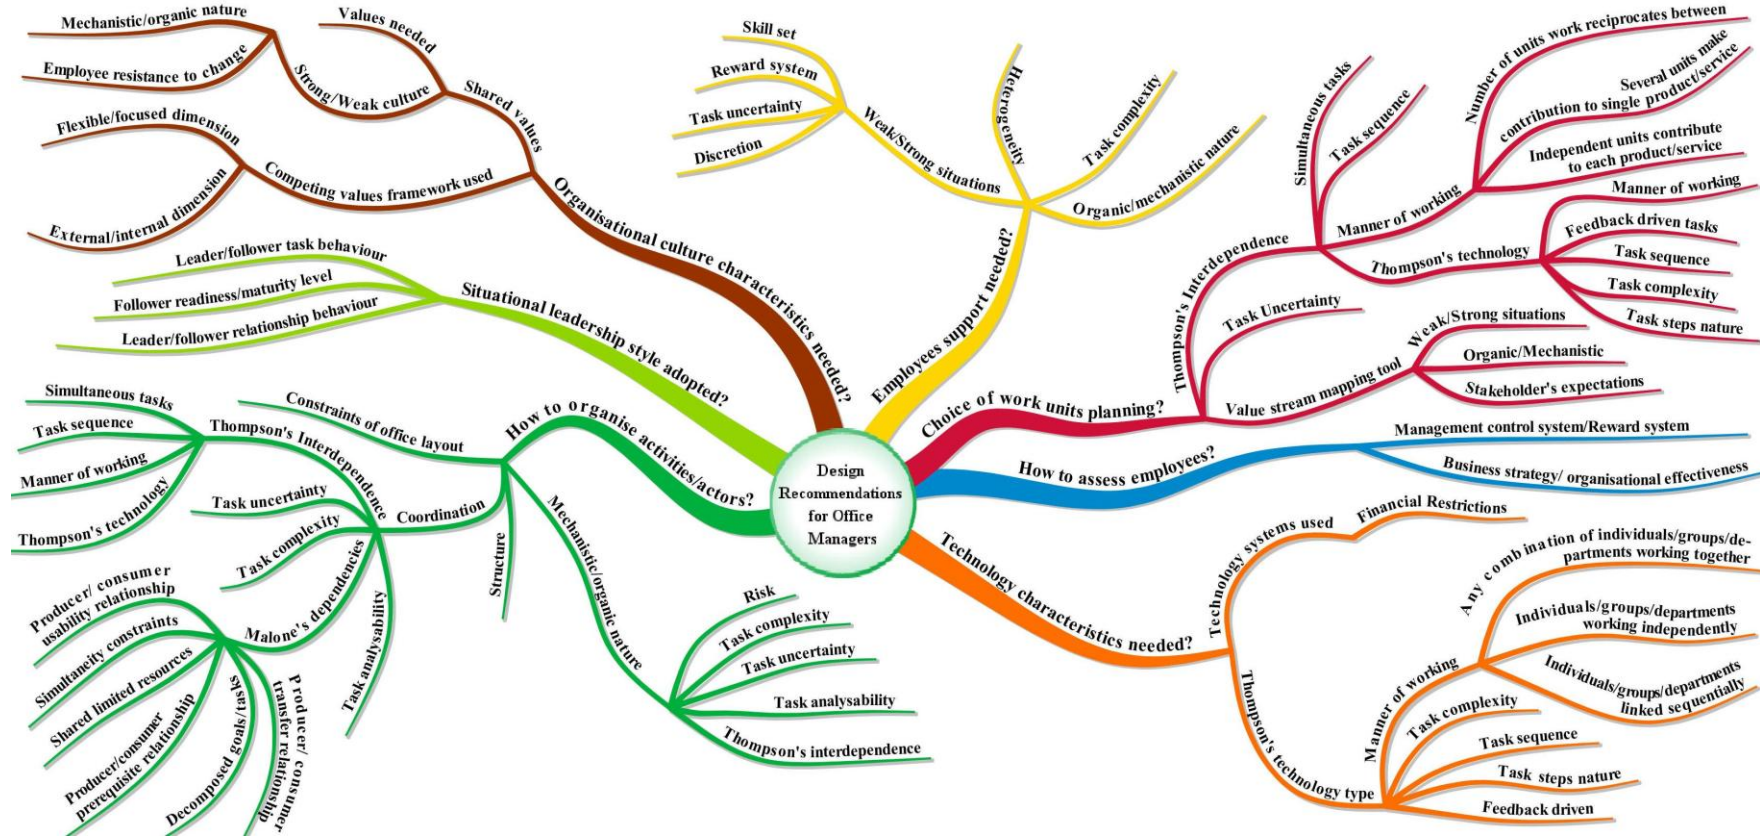 Design
Recommendations
for Office
Managers
Organisational culture characteristics needed?
Shared values
Values needed
Strong/Weak culture
Mechanistic/organic nature
Employee resistance to change
Competing values framework used
Flexible/focused dimension
External/internal dimension
Situational leadership style adopted?
Leader/follower task behaviour
Follower readiness/maturity level
Leader/follower relationship behaviour
How to organise activities/actors?
Constraints of office layout
Coordination
Thompson's Interdependence
Simultaneous tasks
Task sequence
Manner of working
Thompson's technology
Task uncertainty
Task complexity
Malone's dependencies
Producer/ consumer
usability relationship
Simultaneity constraints
Shared limited resources
Producer/consumer
prerequisite relationship
Decomposed goals/tasks
Producer/ consumer
transfer relationship
Task analysability
Structure
Mechanistic/organic nature
Risk
Task complexity
Task uncertainty
Task analysability
Thompson's interdependence
Employees support needed?
Weak/Strong situations
Skill set
Reward system
Task uncertainty
Discretion
Heterogeneity
Task complexity
Organic/mechanistic nature
Choice of work units planning?
Thompson's Interdependence
Simultaneous tasks
Task sequence
Manner of working
Number of units work reciprocates between
Several units make
contribution to single product/service
Independent units contribute
to each product/service
Thompson's technology
Manner of working
Feedback driven tasks
Task sequence
Task complexity
Task steps nature
Task Uncertainty
Value stream mapping tool
Weak/Strong situations
Organic/Mechanistic
Stakeholder's expectations
How to assess employees?
Management control system/Reward system
Business strategy/ organisational effectiveness
Technology characteristics needed?
Technology systems used
Financial Restrictions
Thompson's technology type
Manner of working
Any combination of individuals/groups/de-
partments working together
Individuals/groups/departments
working independently
Individuals/groups/departments
linked sequentially
Task complexity
Task sequence
Task steps nature
Feedback driven